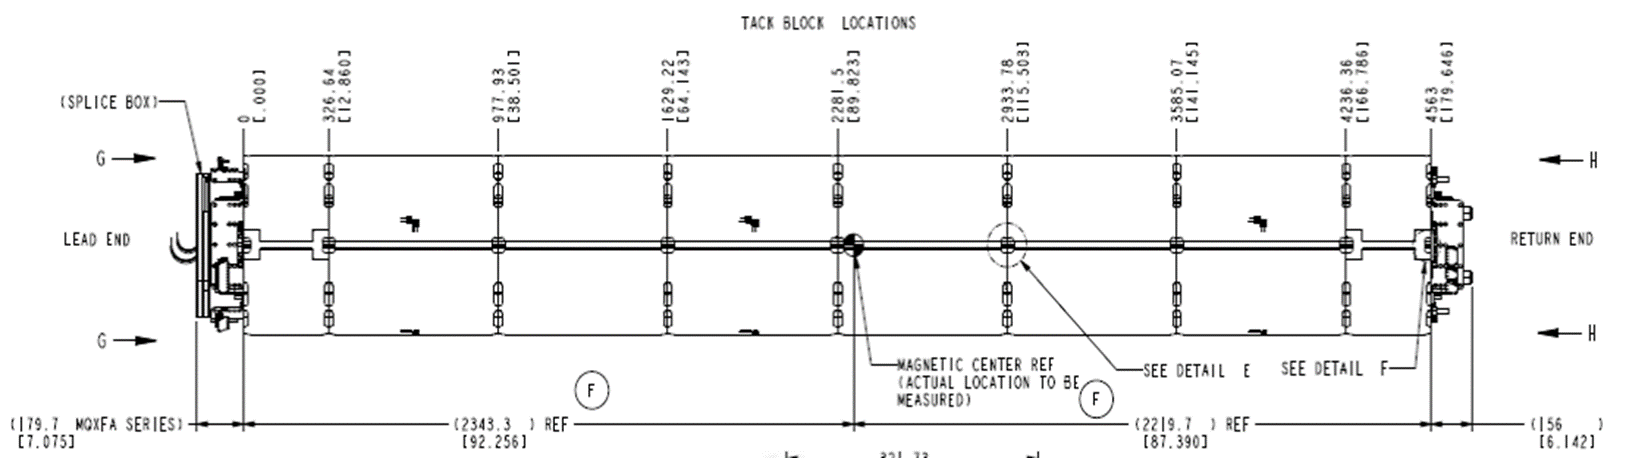 TACK BLOCK LOCATIONS
0
[.000]
326.64
[12.860]
977.93
[38.501]
1629.22
[64.143]
2281.5
[89.823]
2933.78
[115.503]
3585.07
[141.145]
4236.36
[166.786]
4563
[179.646]
(SPLICE BOX)
G
H
LEAD END
RETURN END
G
H
MAGNETIC CENTER REF
(ACTUAL LOCATION TO BE
MEASURED)
SEE DETAIL E
SEE DETAIL F
F
F
(179.7 MQXFA SERIES)
[7.075]
(2343.3 ) REF
[92.256]
(2219.7 ) REF
[87.390]
(156 )
[6.142]